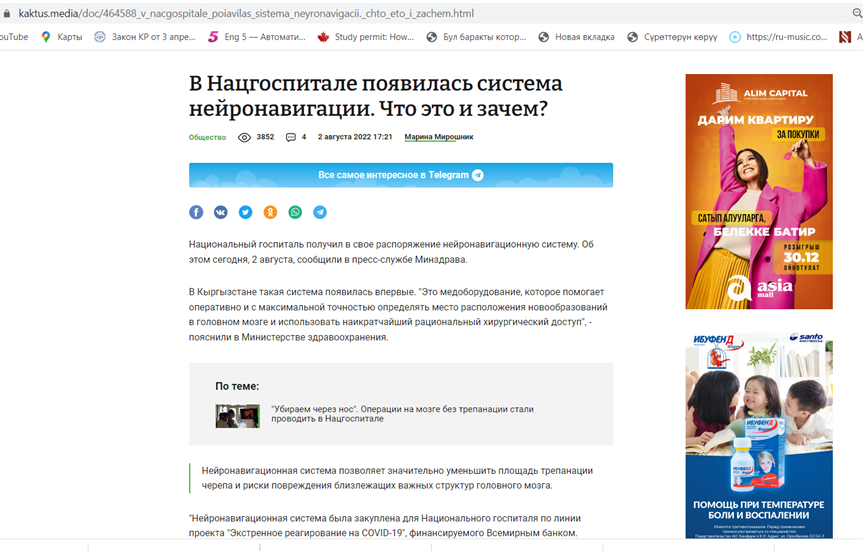 kaktus.media/doc/464588_v_nacgospitale_poiavilas_sistema_neyronavigacii._chto_eto_i_zachem.html
ouTube Карты Закон КР от 3 апре... Eng 5 — Автомати... Study permit: How... Бул баракты котор... Новая вкладка Сүрөттрүн көрүү https://ru-music.co...
В Нацгоспитале появилась система
нейронавигации. Что это и зачем?
Общество 3852 4 2 августа 2022 17:21 Марина Мирошник
Все самое интересное в Telegram
Национальный госпиталь получил в свое распоряжение нейронавигационную систему. Об
этом сегодня, 2 августа, сообщили в пресс-службе Минздрава.
В Кыргызстане такая система появилась впервые. "Это медоборудование, которое помогает
оперативно и с максимальной точностью определять место расположения новообразований
в головном мозге и использовать наикратчайший рациональный хирургический доступ", -
пояснили в Министерстве здравоохранения.
По теме:
"Убираем через нос". Операции на мозге без трепанации стали
проводить в Нацгоспитале
Нейронавигационная система позволяет значительно уменьшить площадь трепанации
черепа и риски повреждения близлежащих важных структур головного мозга.
"Нейронавигационная система была закуплена для Национального госпиталя по линии
проекта "Экстренное реагирование на COVID-19", финансируемого Всемирным банком.
ALIM CAPITAL
ДАРИМ КВАРТИРУ
ЗА ПОКУПКИ
САТЫП АЛУУЛАРГА,
БЕЛЕККЕ БАТИР
РОЗЫГРЫШ
30.12
ОЙНОТУЛАТ
asia
mall
ИБУФЕН Д
santo
ИБУФЕН Д
ПОМОЩЬ ПРИ ТЕМПЕРАТУРЕ
БОЛИ И ВОСПАЛЕНИИ